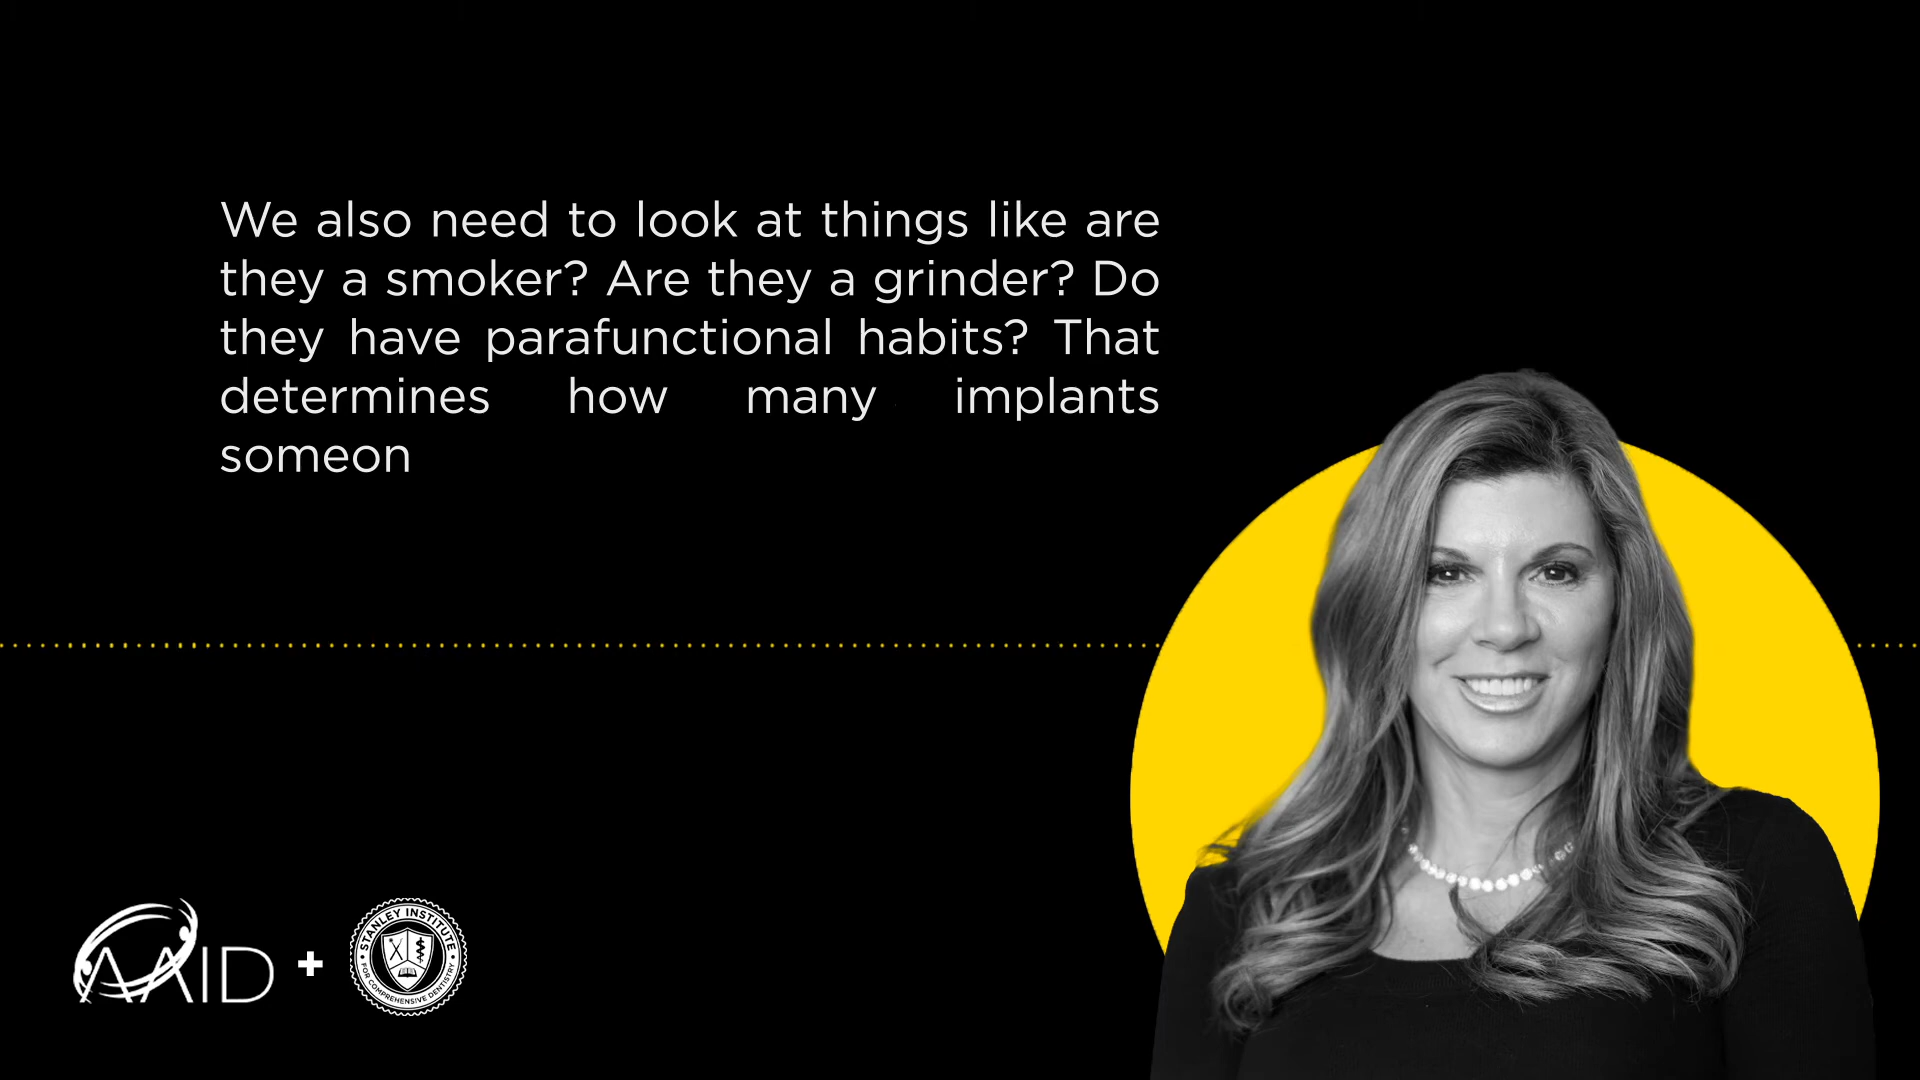 We also need to look at things like are
they a smoker? Are they a grinder? Do
they have parafunctional habits? That
determines how many implants
someon
AAID + STANLEY INSTITUTE
FOR COMPREHENSIVE DENTISTRY